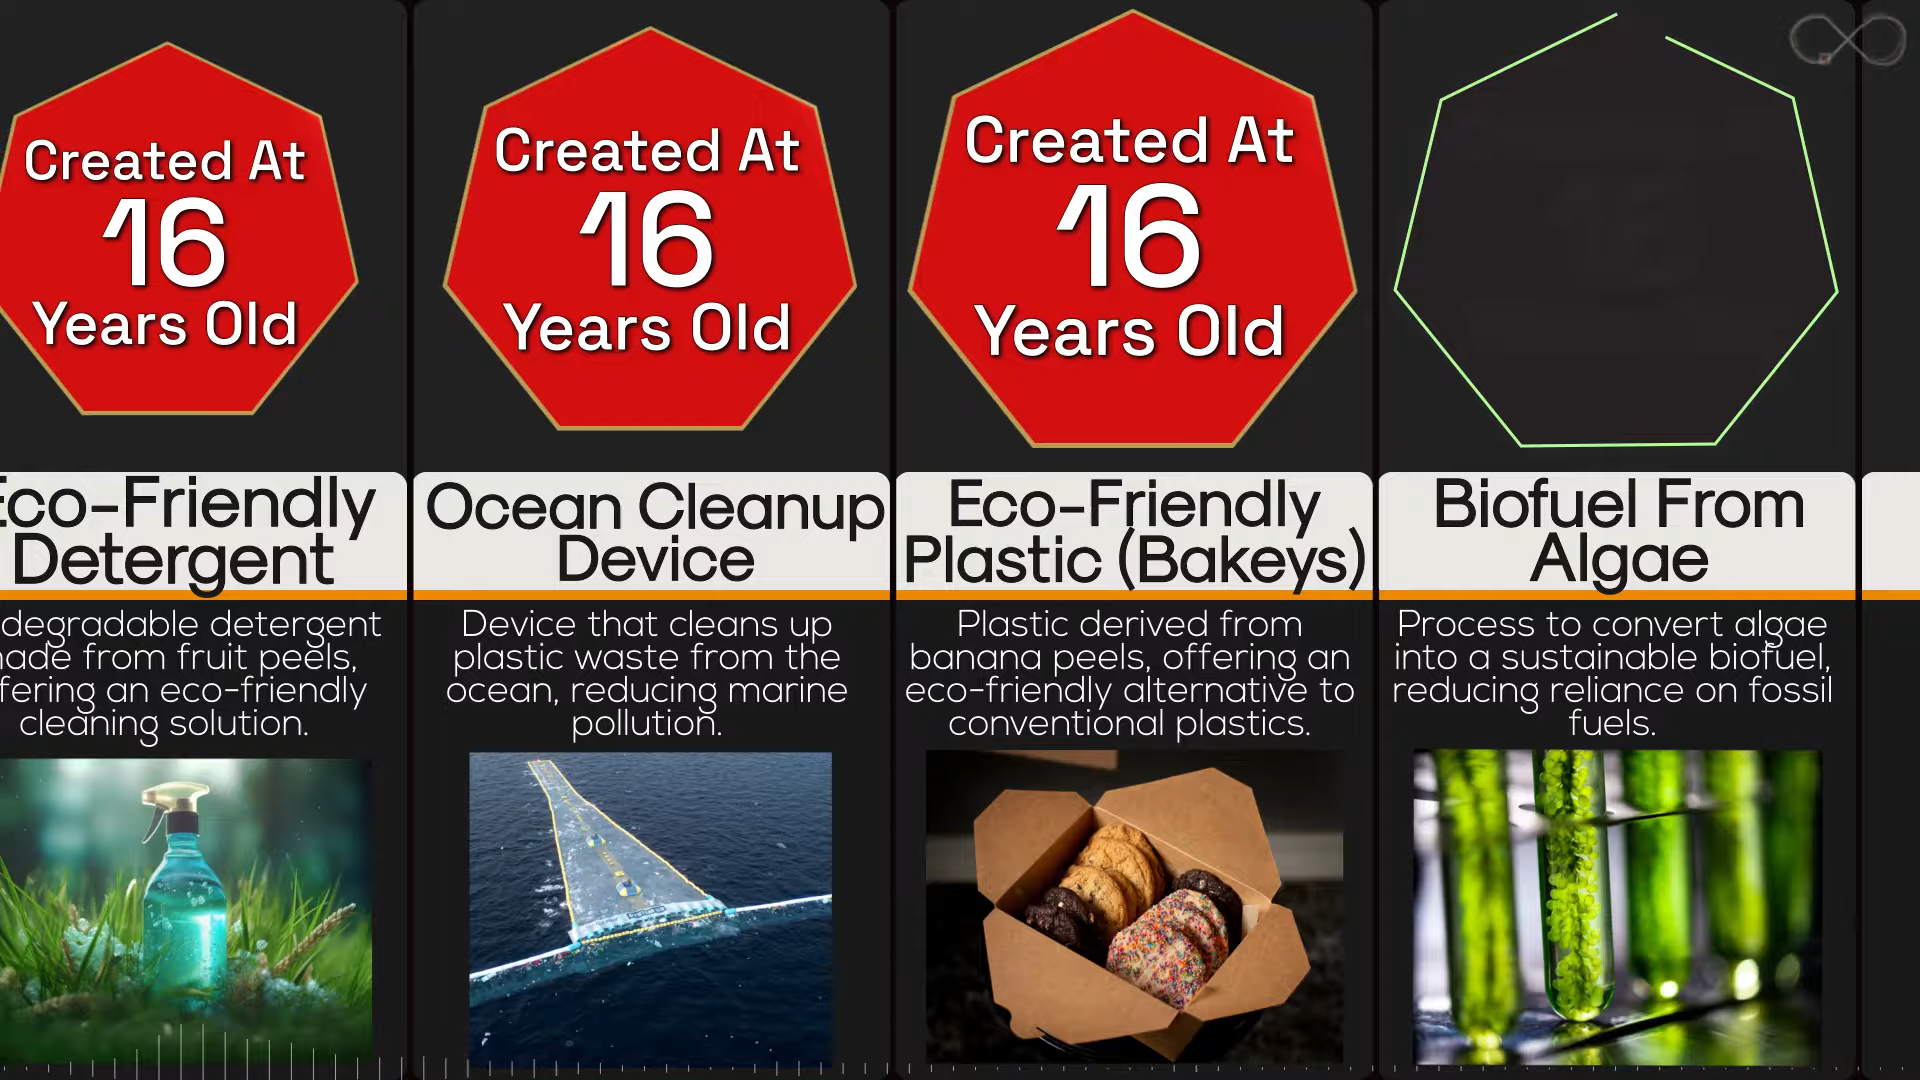 Created At
16
Years Old
Eco-Friendly
Detergent
degradable detergent
made from fruit peels,
fering an eco-friendly
cleaning solution.
Created At
16
Years Old
Ocean Cleanup
Device
Device that cleans up
plastic waste from the
ocean, reducing marine
pollution.
Created At
16
Years Old
Eco-Friendly
Plastic (Bakeys)
Plastic derived from
banana peels, offering an
eco-friendly alternative to
conventional plastics.
Biofuel From
Algae
Process to convert algae
into a sustainable biofuel,
reducing reliance on fossil
fuels.